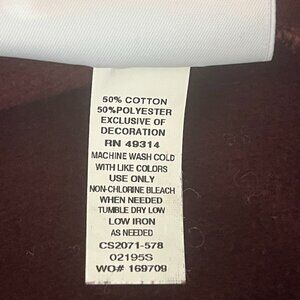 50% COTTON
50%POLYESTER
EXCLUSIVE OF
DECORATION
RN 49314
MACHINE WASH COLD
WITH LIKE COLORS
USE ONLY
NON-CHLORINE BLEACH
WHEN NEEDED
TUMBLE DRY LOW
LOW IRON
AS NEEDED
CS2071-578
02195S
WO# 169709